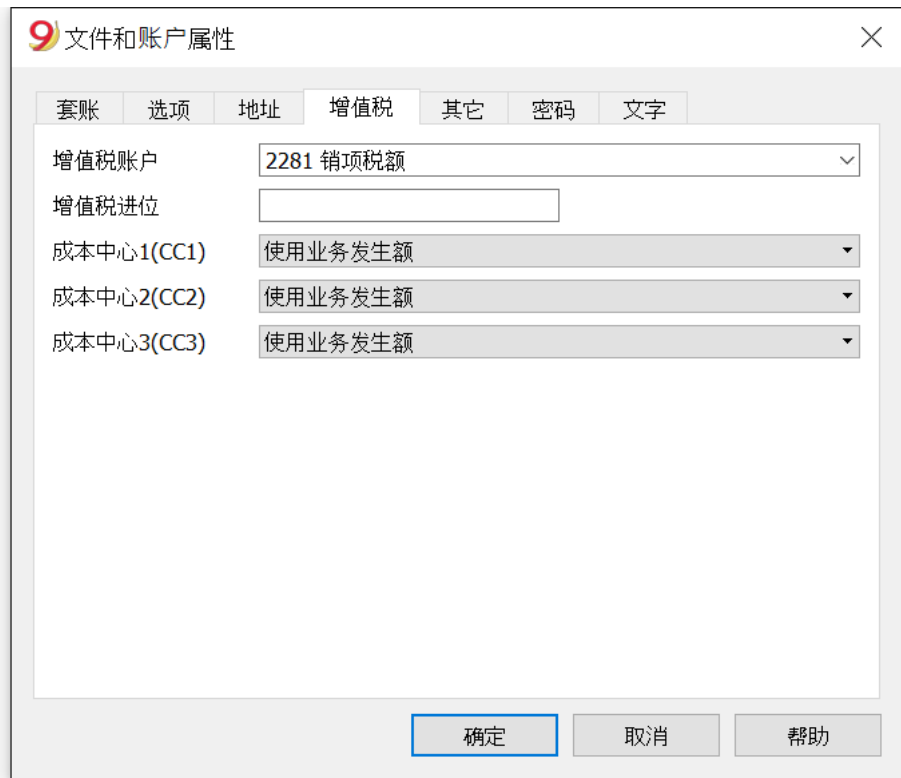 9 文件和账户属性
套账 选项 地址 增值税 其它 密码 文字
增值税账户 2281 销项税额
增值税进位
成本中心1(CC1) 使用业务发生额
成本中心2(CC2) 使用业务发生额
成本中心3(CC3) 使用业务发生额
确定 取消 帮助